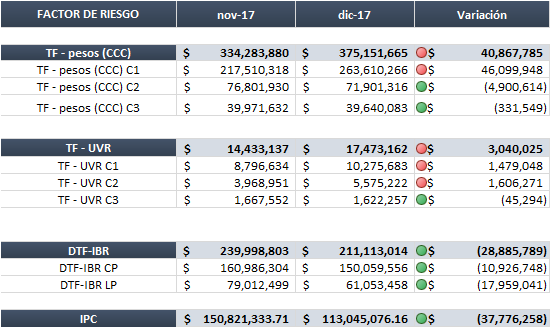 FACTOR DE RIESGO nov-17 dic-17 Variación
TF - pesos (CCC) $ 334,283,880 $ 375,151,665 $ 40,867,785
TF - pesos (CCC) C1 $ 217,510,318 $ 263,610,266 $ 46,099,948
TF - pesos (CCC) C2 $ 76,801,930 $ 71,901,316 $ (4,900,614)
TF - pesos (CCC) C3 $ 39,971,632 $ 39,640,083 $ (331,549)
TF - UVR $ 14,433,137 $ 17,473,162 $ 3,040,025
TF - UVR C1 $ 8,796,634 $ 10,275,683 $ 1,479,048
TF - UVR C2 $ 3,968,951 $ 5,575,222 $ 1,606,271
TF - UVR C3 $ 1,667,552 $ 1,622,257 $ (45,294)
DTF-IBR $ 239,998,803 $ 211,113,014 $ (28,885,789)
DTF-IBR CP $ 160,986,304 $ 150,059,556 $ (10,926,748)
DTF-IBR LP $ 79,012,499 $ 61,053,458 $ (17,959,041)
IPC $ 150,821,333.71 $ 113,045,076.16 $ (37,776,258)